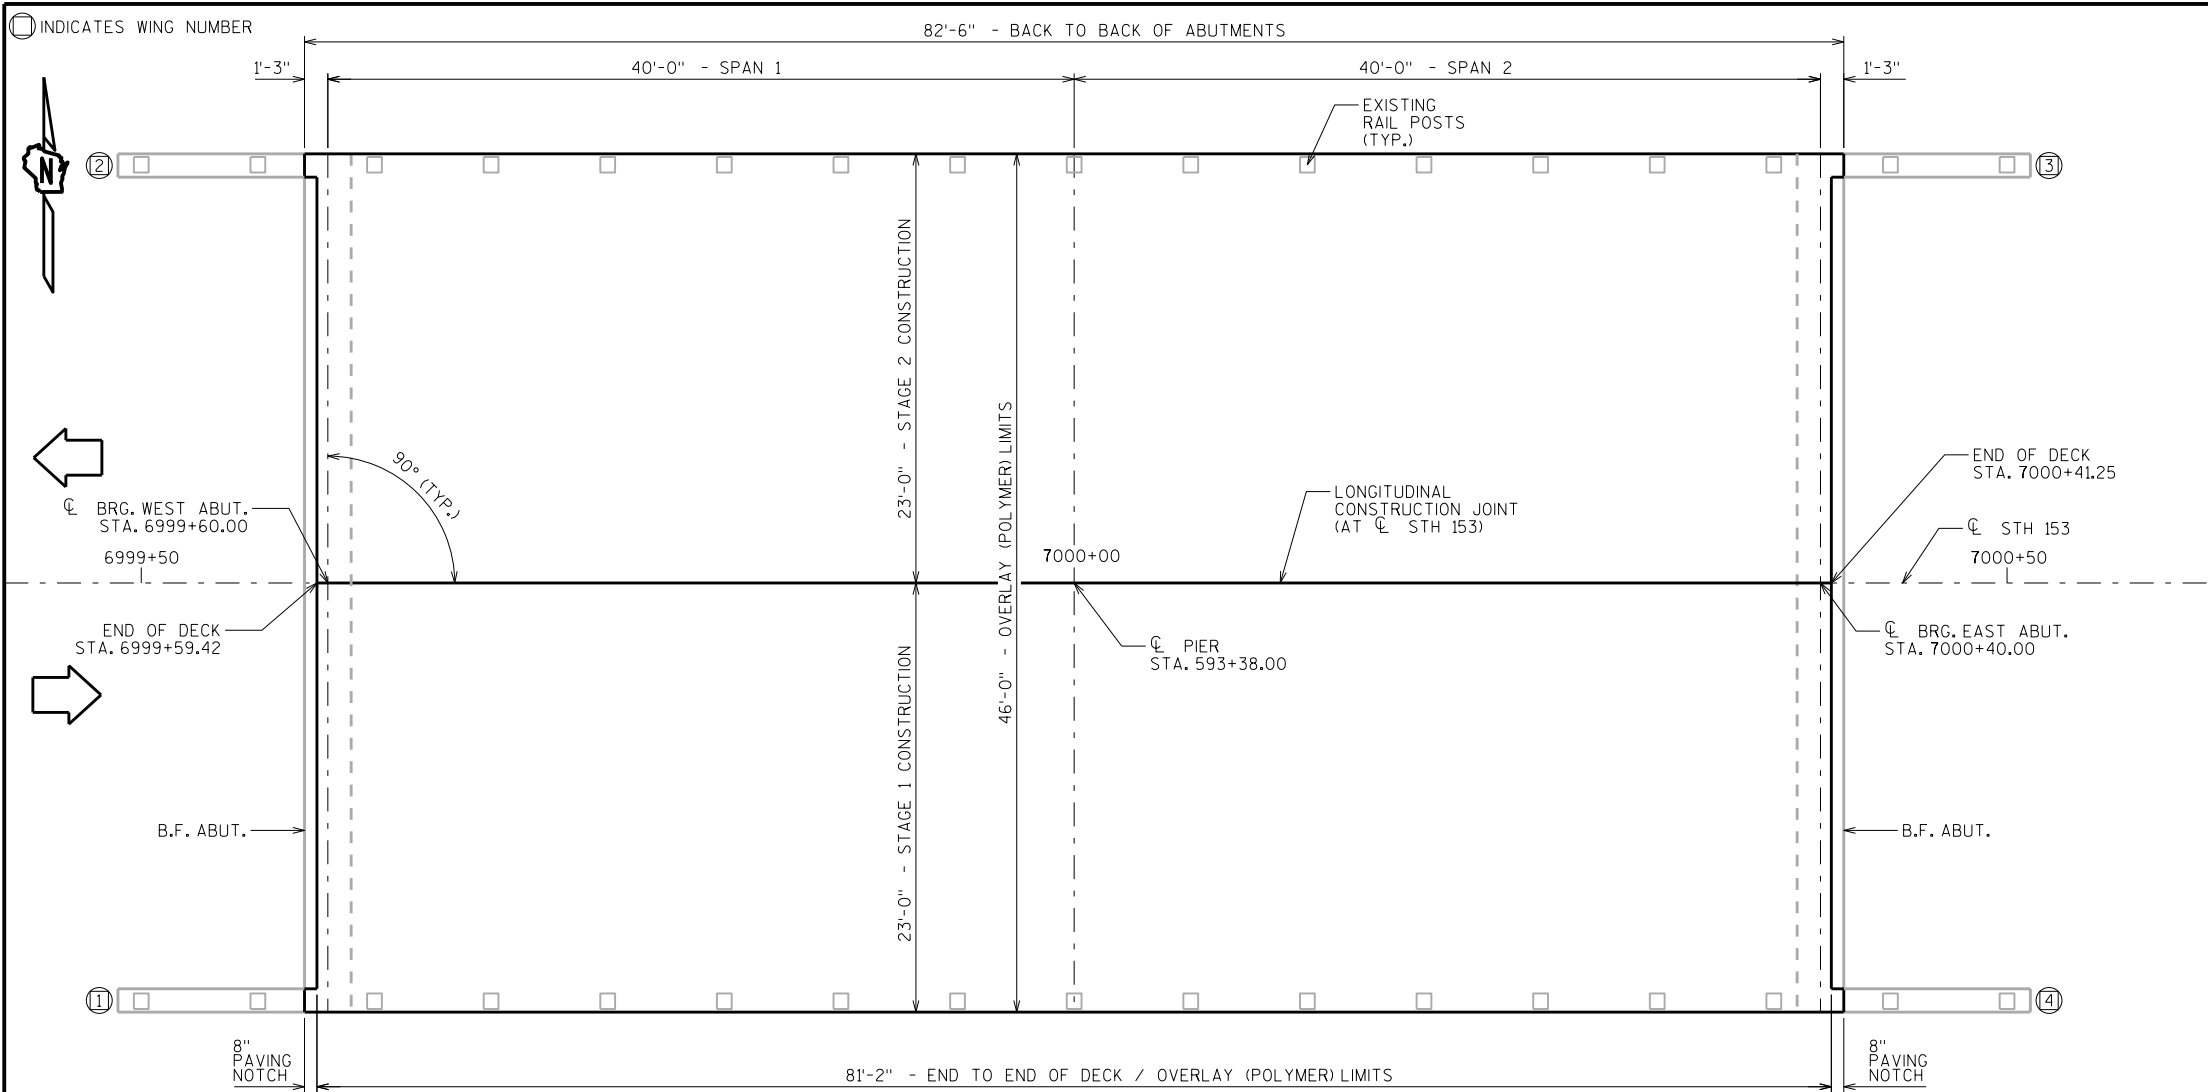 INDICATES WING NUMBER
82'-6" - BACK TO BACK OF ABUTMENTS
1'-3"
40'-0" - SPAN 1
40'-0" - SPAN 2
1'-3"
EXISTING
RAIL POSTS
(TYP.)
2
3
N
23'-0" - STAGE 2 CONSTRUCTION
46'-0" - OVERLAY (POLYMER) LIMITS
90° (TYP.)
℄ BRG. WEST ABUT.
STA. 6999+60.00
6999+50
LONGITUDINAL
CONSTRUCTION JOINT
(AT ℄ STH 153)
END OF DECK
STA. 7000+41.25
℄ STH 153
7000+50
7000+00
END OF DECK
STA. 6999+59.42
℄ PIER
STA. 593+38.00
℄ BRG. EAST ABUT.
STA. 7000+40.00
23'-0" - STAGE 1 CONSTRUCTION
B.F. ABUT.
B.F. ABUT.
1
4
8"
PAVING
NOTCH
81'-2" - END TO END OF DECK / OVERLAY (POLYMER) LIMITS
8"
PAVING
NOTCH